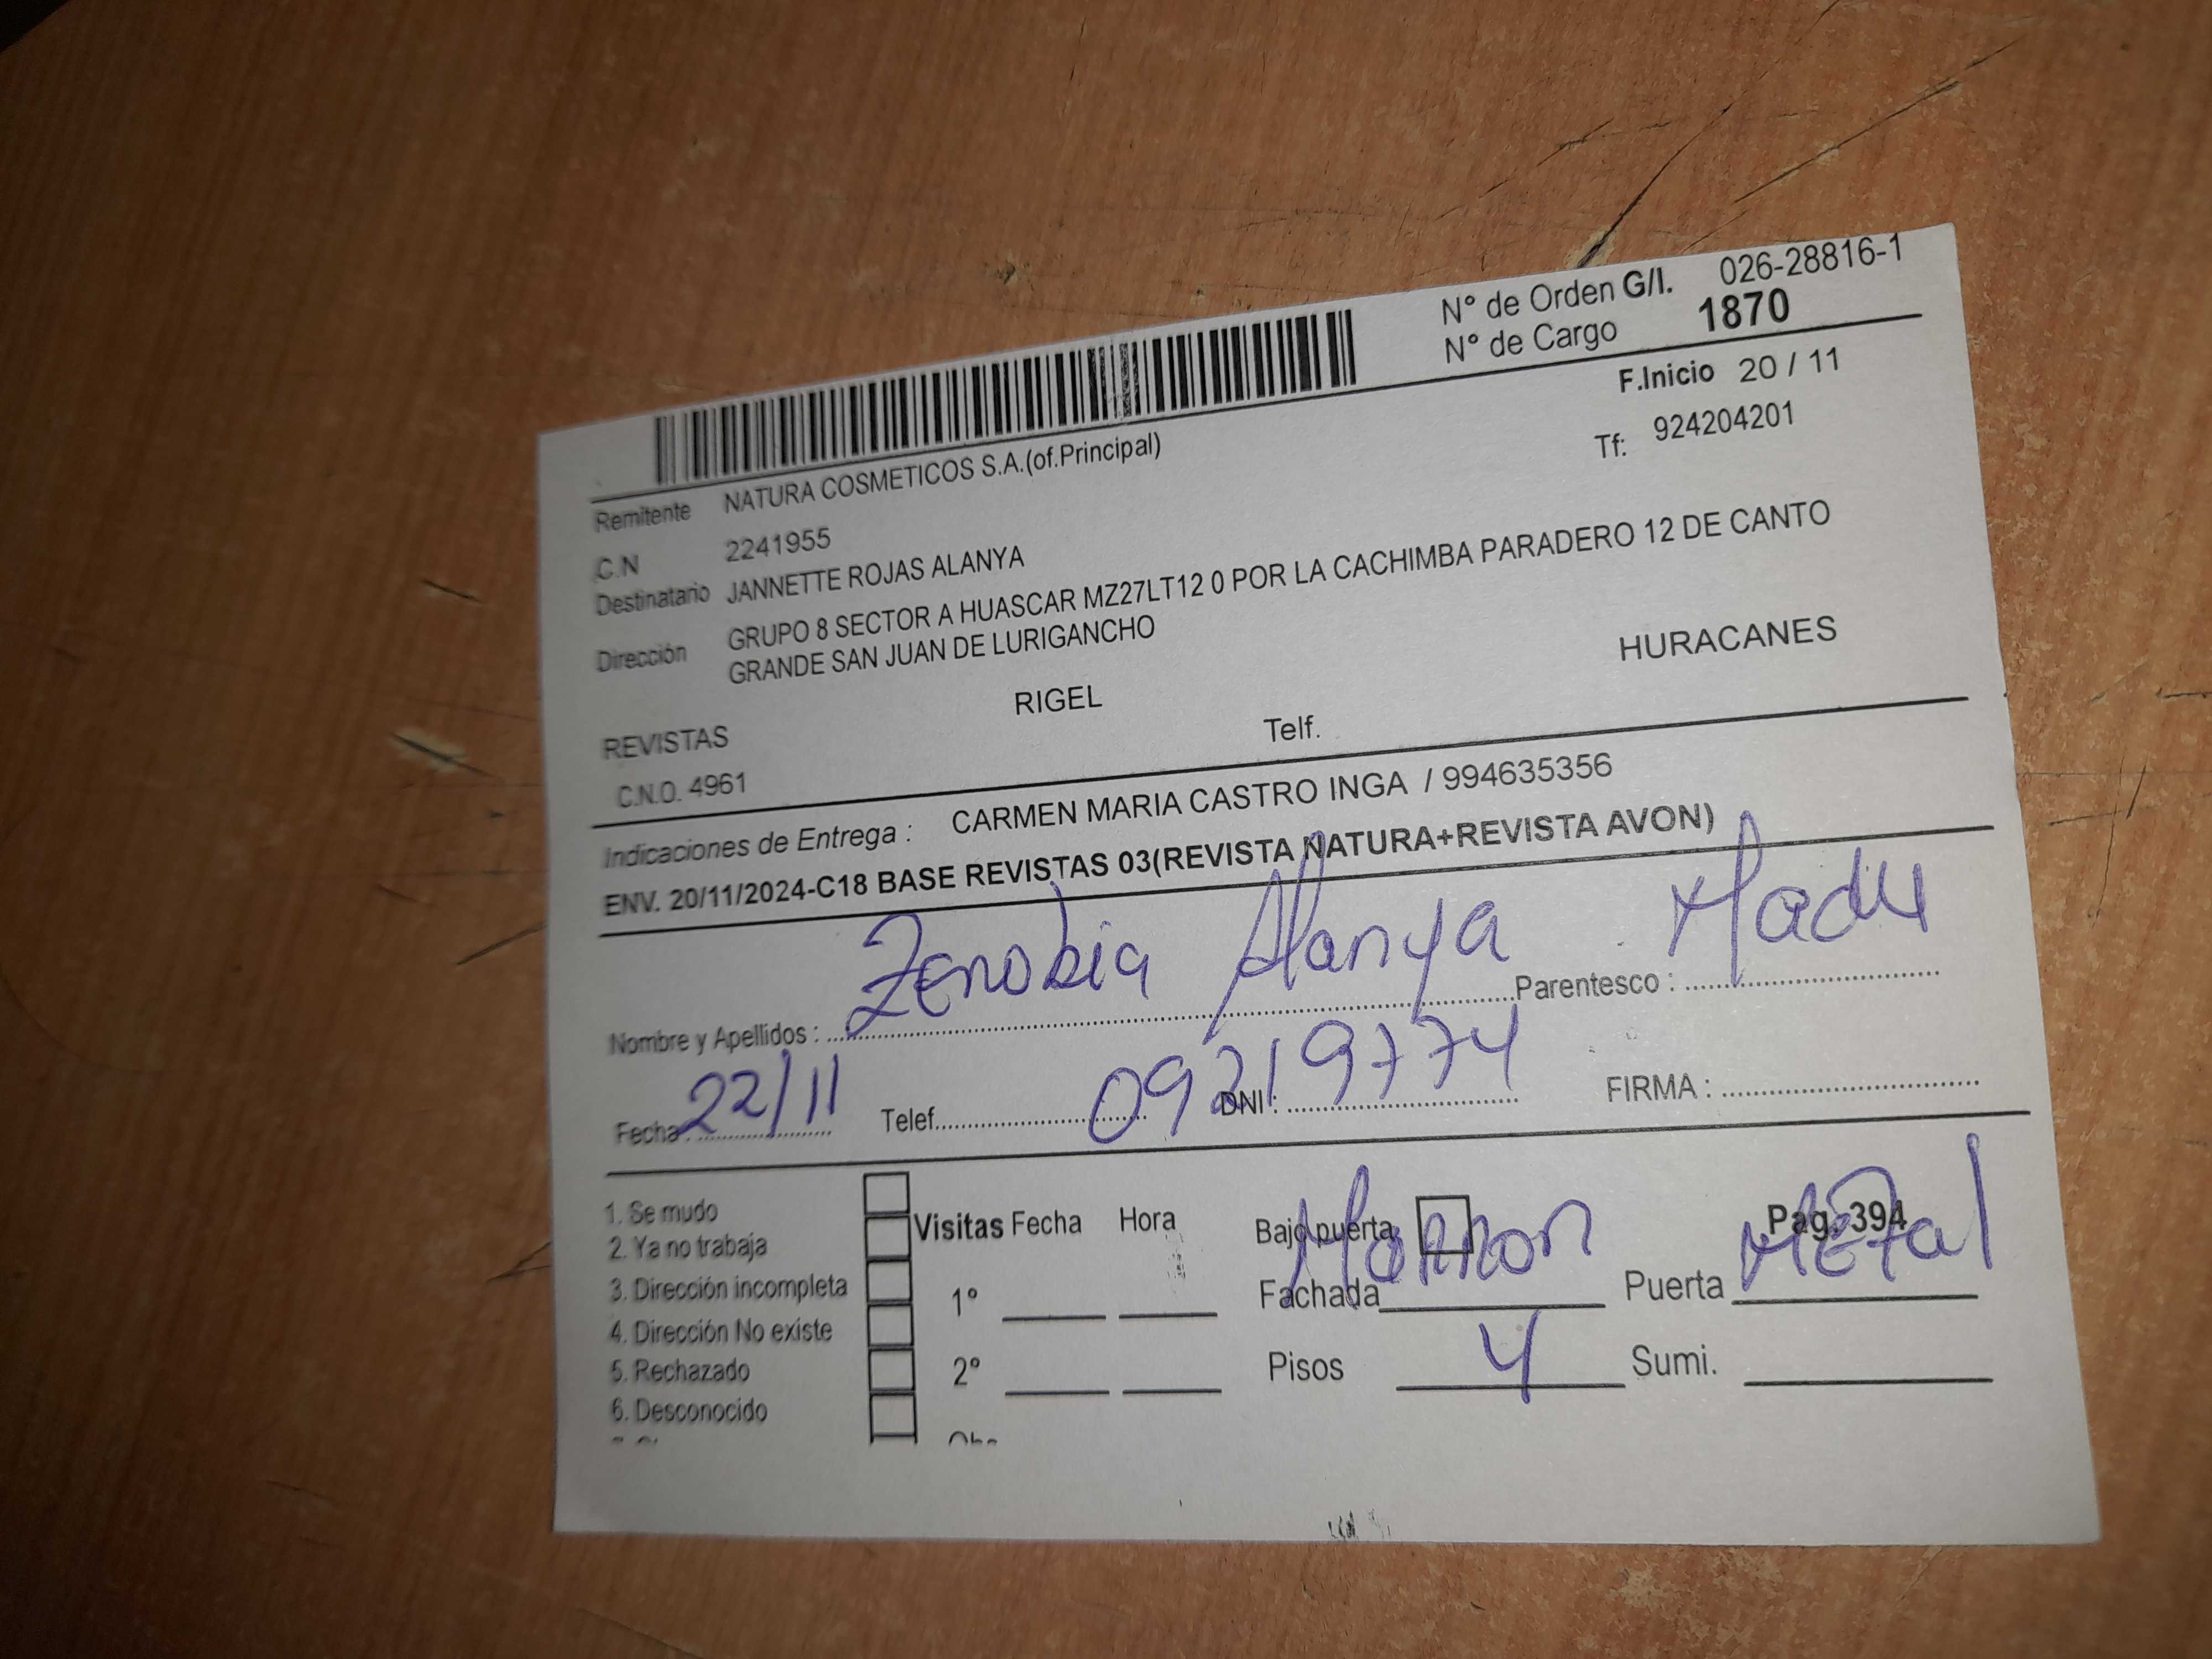 N° de Orden G/I. 026-28816-1
N° de Cargo 1870
F.Inicio 20 / 11
Remitente NATURA COSMETICOS S.A.(of.Principal)
Tf: 924204201
C.N 2241955
Destinatario JANNETTE ROJAS ALANYA
Dirección GRUPO 8 SECTOR A HUASCAR MZ27LT12 0 POR LA CACHIMBA PARADERO 12 DE CANTO
GRANDE SAN JUAN DE LURIGANCHO
HURACANES
REVISTAS RIGEL
C.N.O. 4961 Telf.
Indicaciones de Entrega : CARMEN MARIA CASTRO INGA / 994635356
ENV. 20/11/2024-C18 BASE REVISTAS 03(REVISTA NATURA+REVISTA AVON)
Nombre y Apellidos : Zenobia Alanya Parentesco : Madre
Fecha : 22/11 Telef. DNI : 09219774 FIRMA :
1. Se mudo
2. Ya no trabaja
3. Dirección incompleta
4. Dirección No existe
5. Rechazado
6. Desconocido
Visitas Fecha Hora
1°
2°
Bajo puerta Pag. 394
Fachada Marron Puerta Metal
Pisos 4 Sumi.